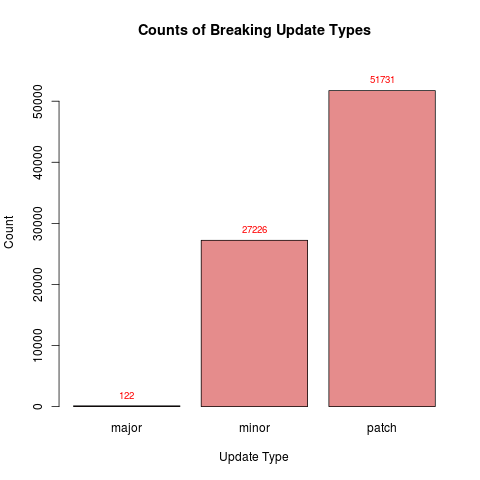 Counts of Breaking Update Types
51731
27226
122
Count
50000
40000
30000
20000
10000
0
major
minor
patch
Update Type